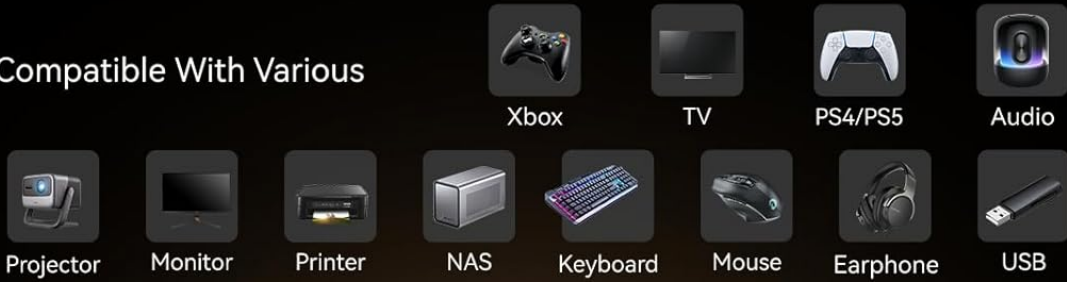 Compatible With Various
Xbox TV PS4/PS5 Audio
Projector Monitor Printer NAS Keyboard Mouse Earphone USB